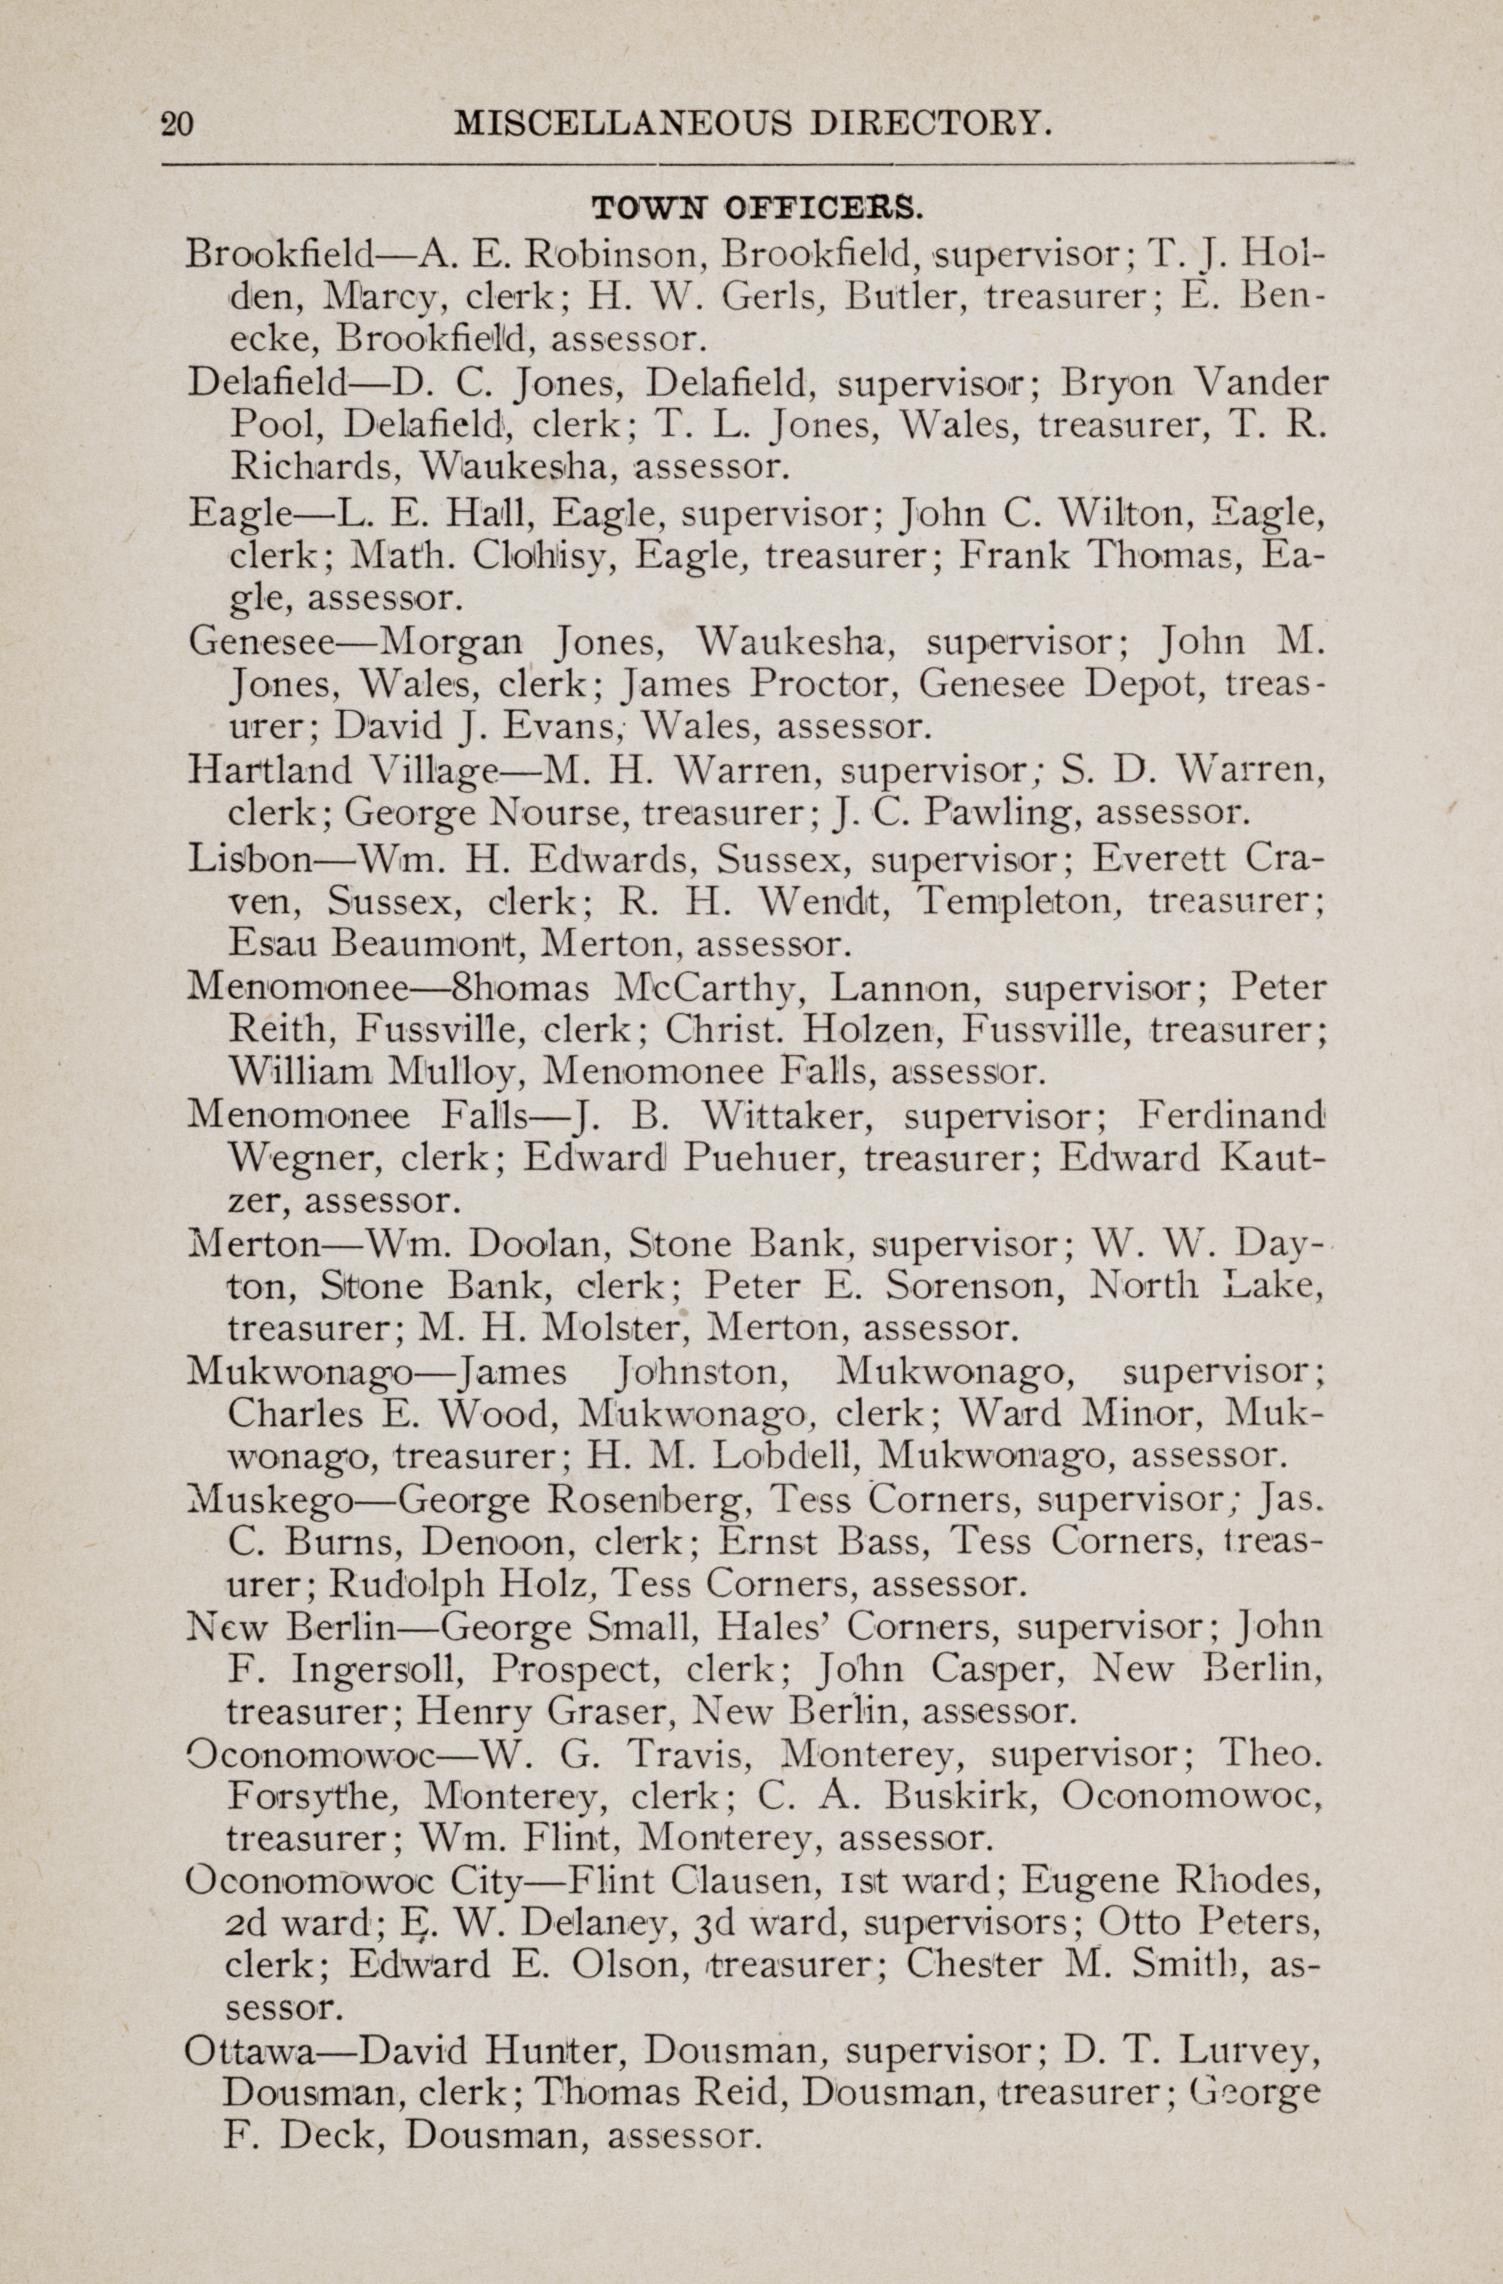 20 MISCELLANEOUS DIRECTORY.
TOWN OFFICERS.
Brookfield—A. E. Robinson, Brookfield, supervisor; T. J. Hol-
den, Marcy, clerk; H. W. Gerls, Butler, treasurer; E. Ben-
ecke, Brookfield, assessor.
Delafield—D. C. Jones, Delafield, supervisor; Bryon Vander
Pool, Delafield, clerk; T. L. Jones, Wales, treasurer, T. R.
Richards, Waukesha, assessor.
Eagle—L. E. Hall, Eagle, supervisor; John C. Wilton, Eagle,
clerk; Math. Clohisy, Eagle, treasurer; Frank Thomas, Ea-
gle, assessor.
Genesee—Morgan Jones, Waukesha, supervisor; John M.
Jones, Wales, clerk; James Proctor, Genesee Depot, treas-
urer; David J. Evans, Wales, assessor.
Hartland Village—M. H. Warren, supervisor; S. D. Warren,
clerk; George Nourse, treasurer; J. C. Pawling, assessor.
Lisbon—Wm. H. Edwards, Sussex, supervisor; Everett Cra-
ven, Sussex, clerk; R. H. Wendt, Templeton, treasurer;
Esau Beaumont, Merton, assessor.
Menomonee—8homas McCarthy, Lannon, supervisor; Peter
Reith, Fussville, clerk; Christ. Holzen, Fussville, treasurer;
William Mulloy, Menomonee Falls, assessor.
Menomonee Falls—J. B. Wittaker, supervisor; Ferdinand
Wegner, clerk; Edward Puehuer, treasurer; Edward Kaut-
zer, assessor.
Merton—Wm. Doolan, Stone Bank, supervisor; W. W. Day-
ton, Stone Bank, clerk; Peter E. Sorenson, North Lake,
treasurer; M. H. Molster, Merton, assessor.
Mukwonago—James Johnston, Mukwonago, supervisor;
Charles E. Wood, Mukwonago, clerk; Ward Minor, Muk-
wonago, treasurer; H. M. Lobdell, Mukwonago, assessor.
Muskego—George Rosenberg, Tess Corners, supervisor; Jas.
C. Burns, Denoon, clerk; Ernst Bass, Tess Corners, treas-
urer; Rudolph Holz, Tess Corners, assessor.
New Berlin—George Small, Hales' Corners, supervisor; John
F. Ingersoll, Prospect, clerk; John Casper, New Berlin,
treasurer; Henry Graser, New Berlin, assessor.
Oconomowoc—W. G. Travis, Monterey, supervisor; Theo.
Forsythe, Monterey, clerk; C. A. Buskirk, Oconomowoc,
treasurer; Wm. Flint, Monterey, assessor.
Oconomowoc City—Flint Clausen, 1st ward; Eugene Rhodes,
2d ward; E. W. Delaney, 3d ward, supervisors; Otto Peters,
clerk; Edward E. Olson, treasurer; Chester M. Smith, as-
sessor.
Ottawa—David Hunter, Dousman, supervisor; D. T. Lurvey,
Dousman, clerk; Thomas Reid, Dousman, treasurer; George
F. Deck, Dousman, assessor.